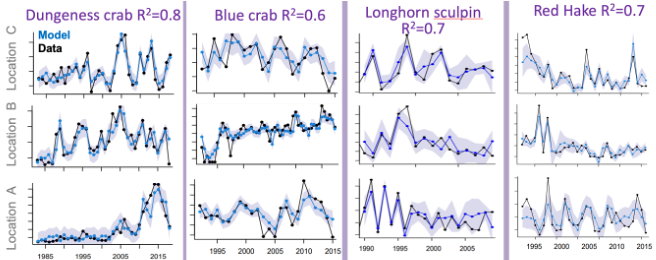 Dungeness crab R²=0.8
Blue crab R²=0.6
Longhorn sculpin
R²=0.7
Red Hake R²=0.7
Model
Data
Location C
Location B
Location A
1985 1995 2005 2015
1995 2000 2005 2010 2015
1990 1995 2000 2005
1995 2000 2005 2010 2015